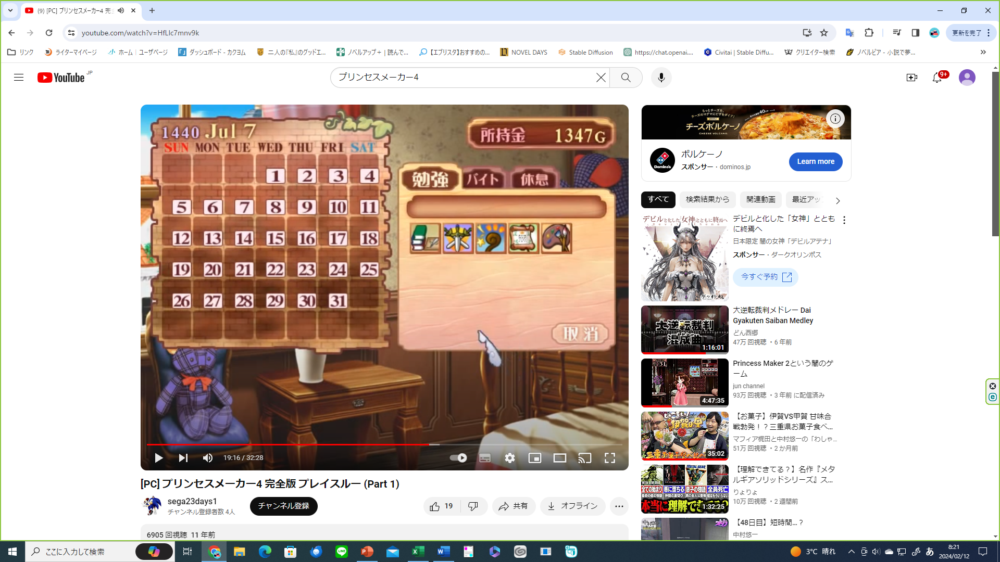 (9) [PC] プリンセスメーカー4 完全
youtube.com/watch?v=HfLIc7mnv9k
更新を完了
リンク
ライターマイページ
ホーム | ユーザページ
ダッシュボード - カクヨム
二人の『私』のグッドエ...
ノベルアップ+ | 読んで...
【エブリスタ】おすすめの...
NOVEL DAYS
Stable Diffusion
https://chat.openai....
Civitai | Stable Diffu...
クリエイター検索
ノベルピア - 小説で夢...
YouTube JP
プリンセスメーカー4
9+
1440 Jul 7
SUN MON TUE WED THU FRI SAT
1 2 3 4
5 6 7 8 9 10 11
12 13 14 15 16 17 18
19 20 21 22 23 24 25
26 27 28 29 30 31
所持金 1347G
勉強 バイト 休息
取消
19:16 / 32:28
[PC] プリンセスメーカー4 完全版 プレイスルー (Part 1)
sega23days1
チャンネル登録者数 4人
チャンネル登録
19
共有
オフライン
6905 回視聴 11 年前
もっとチーズを、
チーズのマグマにピザをダイブ!
40cm
チーズボルケーノ
CHEESE VOLCANO
Domino's
ボルケーノ
スポンサー・dominos.jp
Learn more
すべて
検索結果から
関連動画
最近アッ
デビルと化した「女神」とともに終焉へ
デビルと化した「女神」ととも
に終焉へ
日本限定 闇の女神「デビルアテナ」
スポンサー・ダークオリンポス
今すぐ予約
大逆転裁判
混成曲
1:16:01
大逆転裁判メドレー Dai
Gyakuten Saiban Medley
どん西郷
47万 回視聴 ・6 年前
31
4:47:35
Princess Maker 2という闇のゲ
ーム
jun channel
93万 回視聴 ・3 年前 に配信済み
伊賀の里
35:02
【お菓子】伊賀VS甲賀 甘味合
戦勃発!?三重県お菓子食べ...
マフィア梶田と中村悠一の「わしゃ...
51万 回視聴 ・2 か月前
METAL GEAR
全ての始まり 悪に堕ちる 息子の物語 全員死亡
本当に理解できてる?
1:32:25
【理解できてる?】名作『メタ
ルギアソリッドシリーズ』ス...
りょりょ
10万 回視聴 ・2 週間前
【48日目】短時間...?
中村悠一
ここに入力して検索
3°C 晴れ
あ
8:21
2024/02/12